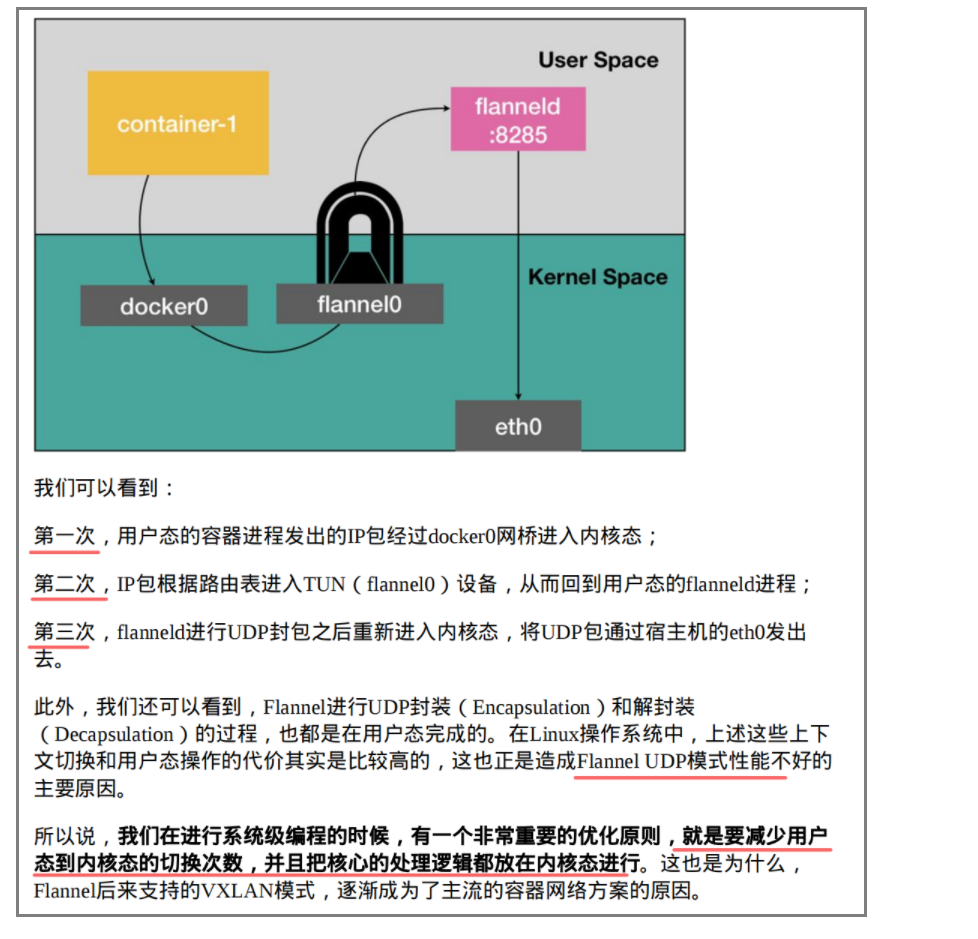 User Space
container-1
flanneld
:8285
Kernel Space
docker0
flannel0
eth0
我们可以看到：
第一次，用户态的容器进程发出的IP包经过docker0网桥进入内核态；
第二次，IP包根据路由表进入TUN（flannel0）设备，从而回到用户态的flanneld进程；
第三次，flanneld进行UDP封包之后重新进入内核态，将UDP包通过宿主机的eth0发出
去。
此外，我们还可以看到，Flannel进行UDP封装（Encapsulation）和解封装
（Decapsulation）的过程，也都是在用户态完成的。在Linux操作系统中，上述这些上下
文切换和用户态操作的代价其实是比较高的，这也正是造成Flannel UDP模式性能不好的
主要原因。
所以说，我们在进行系统级编程的时候，有一个非常重要的优化原则，就是要减少用户
态到内核态的切换次数，并且把核心的处理逻辑都放在内核态进行。这也是为什么，
Flannel后来支持的VXLAN模式，逐渐成为了主流的容器网络方案的原因。